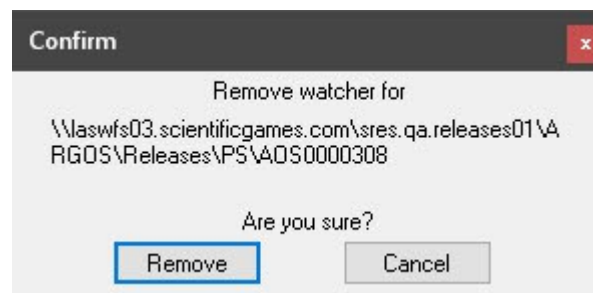 Confirm
x
Remove watcher for
\\laswfs03.scientificgames.com\sres.qa.releases01\A
RGOS\Releases\PS\AOS0000308
Are you sure?
Remove
Cancel